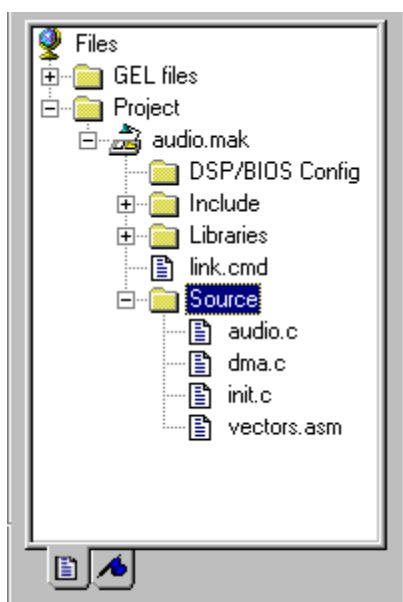 Files
GEL files
Project
audio.mak
DSP/BIOS Config
Include
Libraries
link.cmd
Source
audio.c
dma.c
init.c
vectors.asm